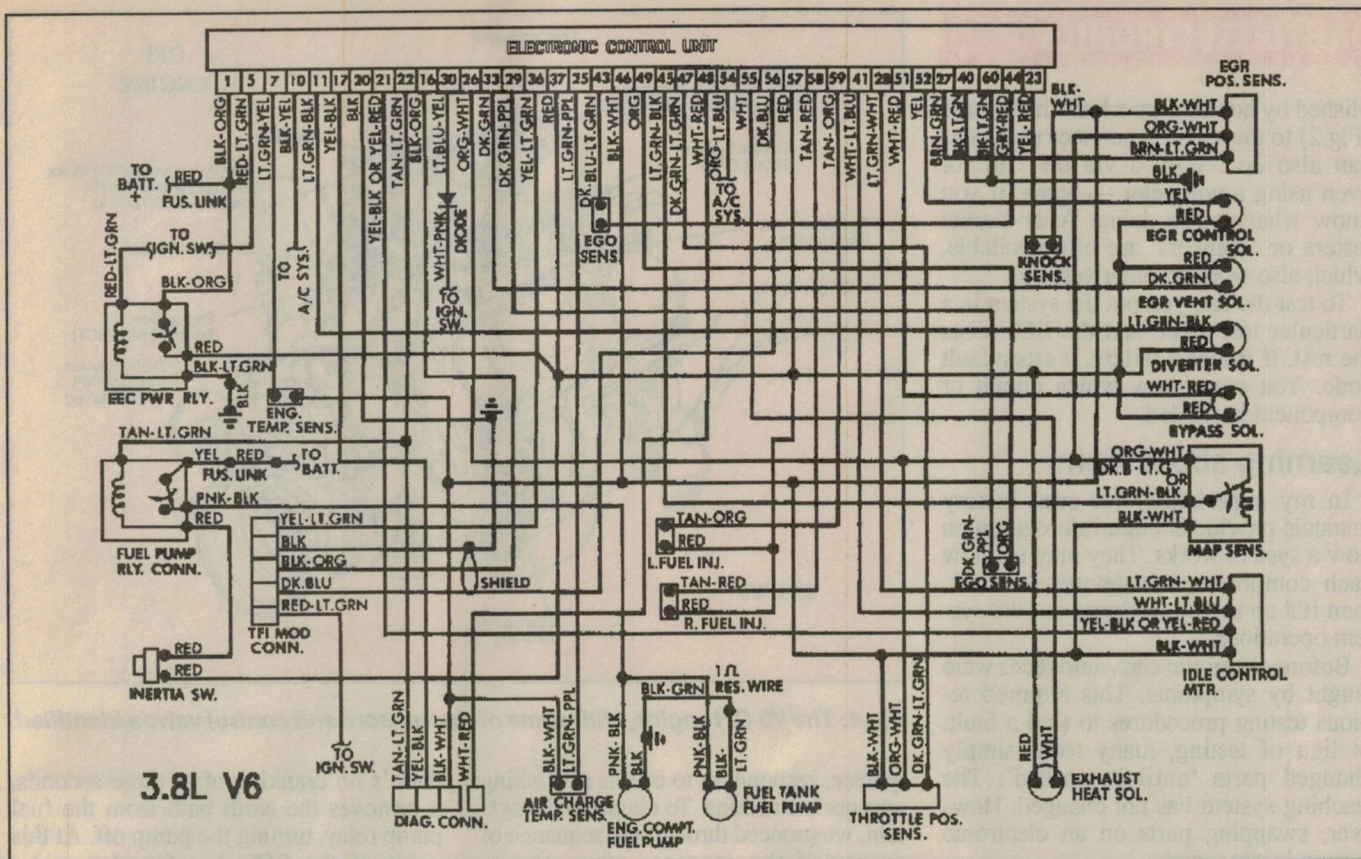 ELECTRONIC CONTROL UNIT
1 5 7 10 11 17 20 21 22 16 30 26 33 29 36 37 25 43 46 49 45 47 48 54 55 56 57 58 59 41 28 51 52 27 40 60 44 23
BLK-ORG
RED-LT.GRN
LT.GRN-YEL
BLK-YEL
LT.GRN-BLK
YEL-BLK
BLK
YEL-BLK OR YEL-RED
TAN-LT.GRN
BLK-ORG
LT.BLU-YEL
ORG-WHT
DK.GRN
DK.GRN-PPL
YEL-LT.GRN
RED
LT.GRN-PPL
DK.BLU-LT.GRN
BLK-WHT
ORG
LT.GRN-BLK
DK.GRN-LT.GRN
WHT-RED
ORG-LT.BLU
WHT
DK.BLU
RED
TAN-RED
TAN-ORG
WHT-LT.BLU
LT.GRN-WHT
WHT-RED
YEL
BRN-LT.GRN
BLK-LT.GRN
BLK-LT.GRN
GRY-RED
YEL-RED
BLK-WHT
EGR POS. SENS.
BLK-WHT
ORG-WHT
BRN-LT.GRN
BLK
YEL
RED
EGR CONTROL SOL.
RED
DK.GRN
EGR VENT SOL.
LT.GRN-BLK
RED
DIVERTER SOL.
WHT-RED
RED
BYPASS SOL.
ORG-WHT
DK.B-LT.G.
OR
LT.GRN-BLK
BLK-WHT
MAP SENS.
LT.GRN-WHT
WHT-LT.BLU
YEL-BLK OR YEL-RED
BLK-WHT
IDLE CONTROL MTR.
TO BATT. +
RED
FUS. LINK
TO IGN. SW.
RED-LT.GRN
BLK-ORG
TO A/C SYS.
WHT-PNK
DIODE
TO IGN. SW.
EGO SENS.
TO A/C SYS.
KNOCK SENS.
RED
BLK-LT.GRN
BLK
EEC PWR RLY.
ENG. TEMP. SENS.
TAN-LT.GRN
YEL
RED
FUS. LINK
TO BATT.
PNK-BLK
RED
FUEL PUMP RLY. CONN.
YEL-LT.GRN
BLK
BLK-ORG
DK.BLU
RED-LT.GRN
SHIELD
TFI MOD CONN.
TAN-ORG
RED
L. FUEL INJ.
TAN-RED
RED
R. FUEL INJ.
DK.GRN-PPL
ORG
EGO SENS.
RED
RED
INERTIA SW.
TO IGN. SW.
3.8L V6
TAN-LT.GRN
YEL-BLK
BLK-WHT
WHT-RED
DIAG. CONN.
BLK-WHT
LT.GRN-PPL
AIR CHARGE TEMP. SENS.
PNK-BLK
BLK
ENG. COMPT FUEL PUMP
BLK-GRN
1Ω RES. WIRE
PNK-BLK
BLK
LT.GRN
FUEL TANK FUEL PUMP
BLK-WHT
ORG-WHT
DK.GRN-LT.GRN
THROTTLE POS. SENS.
RED
WHT
EXHAUST HEAT SOL.